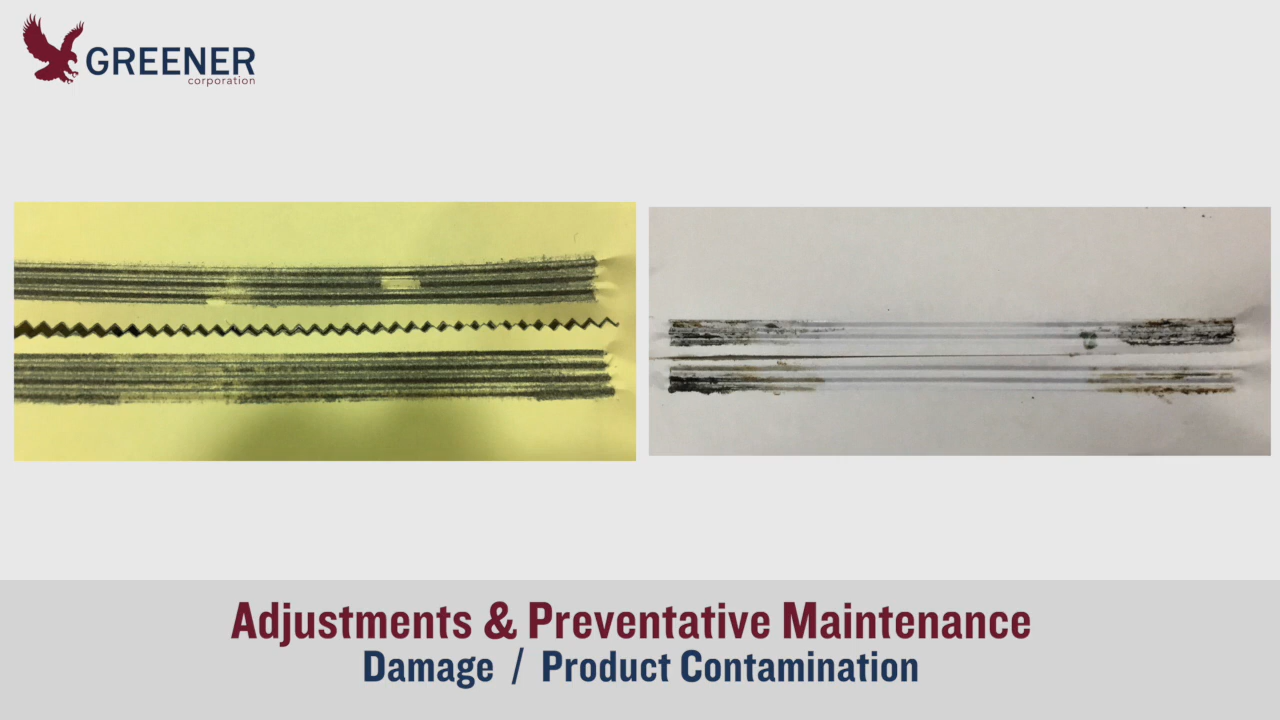 GREENER
corporation
Adjustments & Preventative Maintenance
Damage / Product Contamination